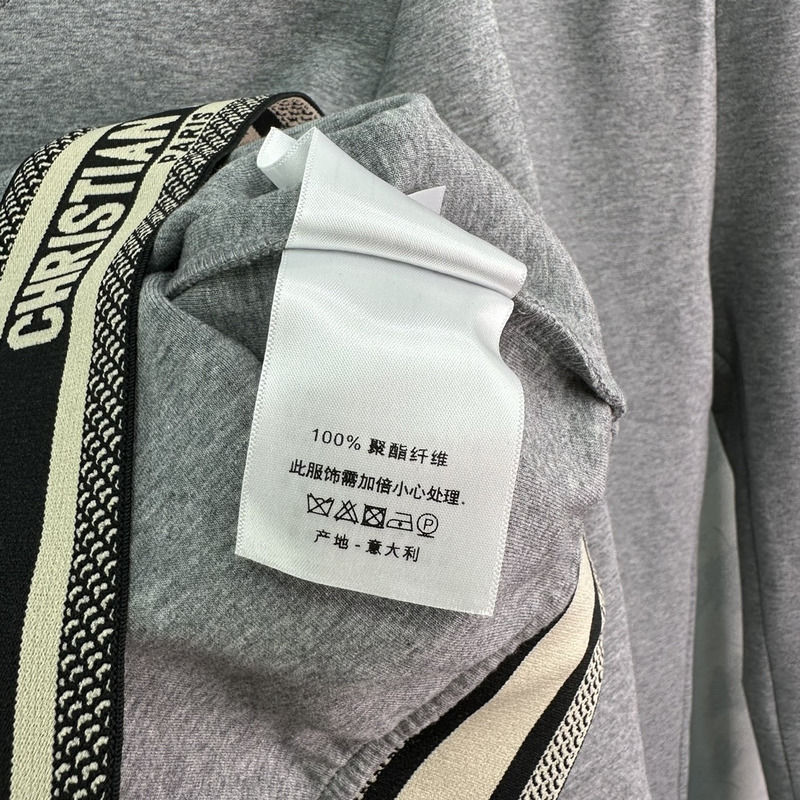 CHRISTIAN
PARIS
100% 聚酯纤维
此服饰需加倍小心处理.
P
产地 - 意大利